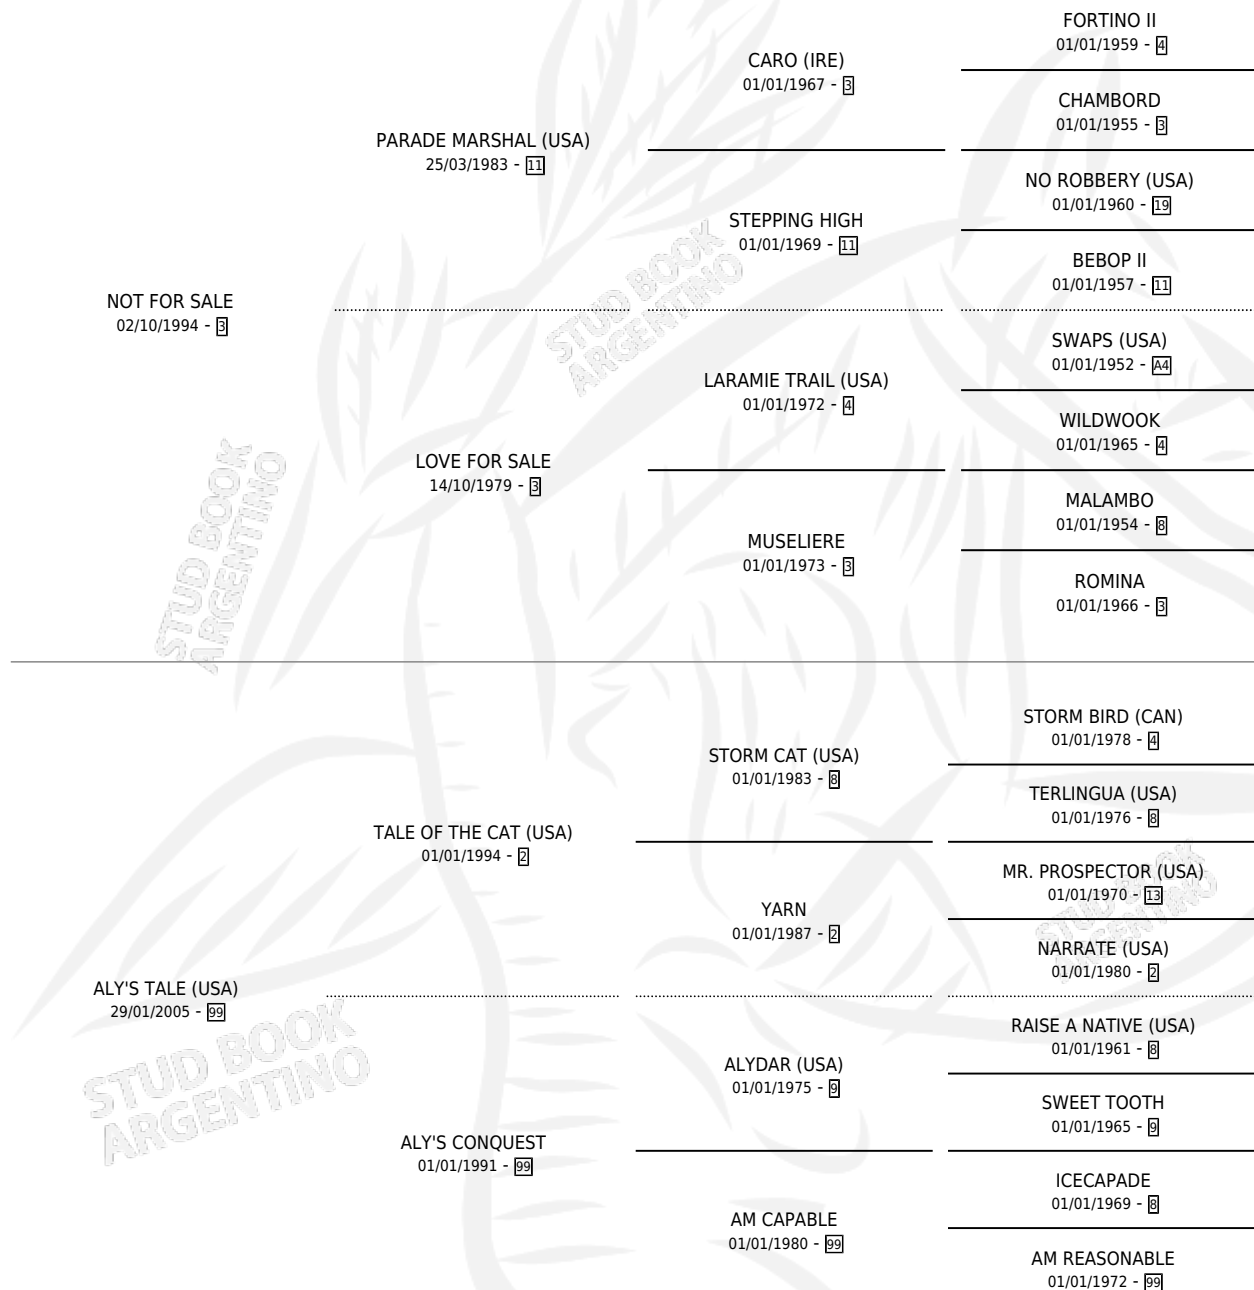 FORTINO II
01/01/1959 - 4
CARO (IRE)
01/01/1967 - 3
CHAMBORD
01/01/1955 - 3
PARADE MARSHAL (USA)
25/03/1983 - 11
NO ROBBERY (USA)
01/01/1960 - 19
STEPPING HIGH
01/01/1969 - 11
BEBOP II
01/01/1957 - 11
NOT FOR SALE
02/10/1994 - 3
SWAPS (USA)
01/01/1952 - A4
LARAMIE TRAIL (USA)
01/01/1972 - 4
WILDWOOK
01/01/1965 - 4
LOVE FOR SALE
14/10/1979 - 3
MALAMBO
01/01/1954 - 8
MUSELIERE
01/01/1973 - 3
ROMINA
01/01/1966 - 3
STORM BIRD (CAN)
01/01/1978 - 4
STORM CAT (USA)
01/01/1983 - 8
TERLINGUA (USA)
01/01/1976 - 8
TALE OF THE CAT (USA)
01/01/1994 - 2
MR. PROSPECTOR (USA)
01/01/1970 - 13
YARN
01/01/1987 - 2
NARRATE (USA)
01/01/1980 - 2
ALY'S TALE (USA)
29/01/2005 - 99
RAISE A NATIVE (USA)
01/01/1961 - 8
ALYDAR (USA)
01/01/1975 - 9
SWEET TOOTH
01/01/1965 - 9
ALY'S CONQUEST
01/01/1991 - 99
ICECAPADE
01/01/1969 - 8
AM CAPABLE
01/01/1980 - 99
AM REASONABLE
01/01/1972 - 99
STUD BOOK
ARGENTINO
STUD BOOK
ARGENTINO
STUD BOOK
ARGENTINO
STUD BOOK
ARGENTINO